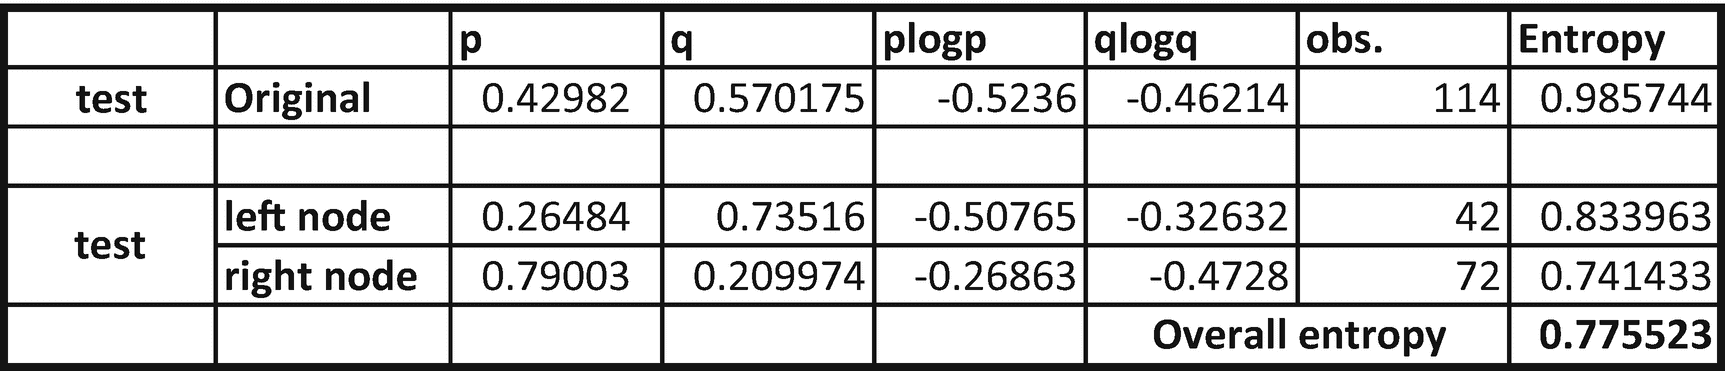 p q plogp qlogq obs. Entropy
test Original 0.42982 0.570175 -0.5236 -0.46214 114 0.985744
test
left node 0.26484 0.73516 -0.50765 -0.32632 42 0.833963
right node 0.79003 0.209974 -0.26863 -0.4728 72 0.741433
Overall entropy 0.775523